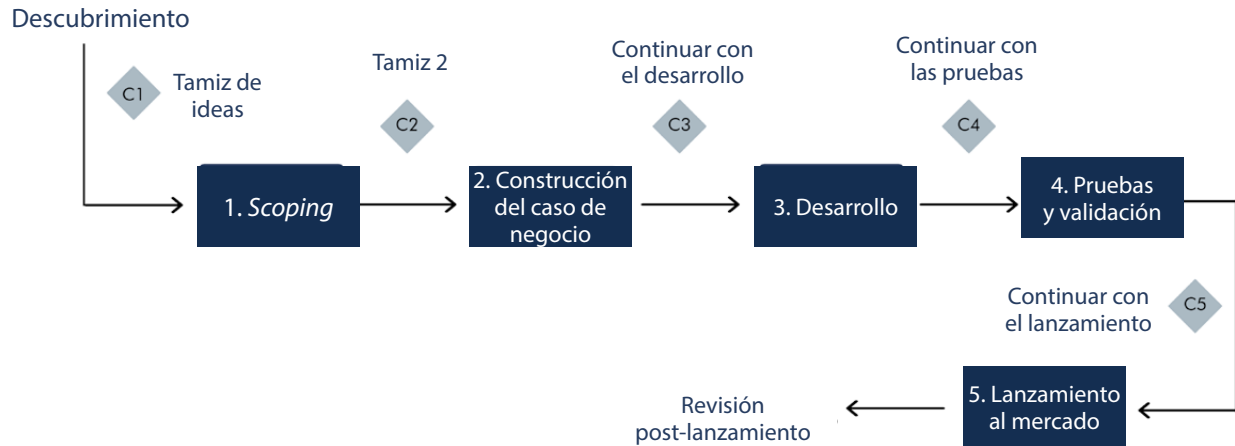 Descubrimiento
C1
Tamiz de
ideas
Tamiz 2
C2
Continuar con
el desarrollo
C3
Continuar con
las pruebas
C4
1. Scoping
2. Construcción
del caso de
negocio
3. Desarrollo
4. Pruebas
y validación
Continuar con
el lanzamiento
C5
5. Lanzamiento
al mercado
Revisión
post-lanzamiento